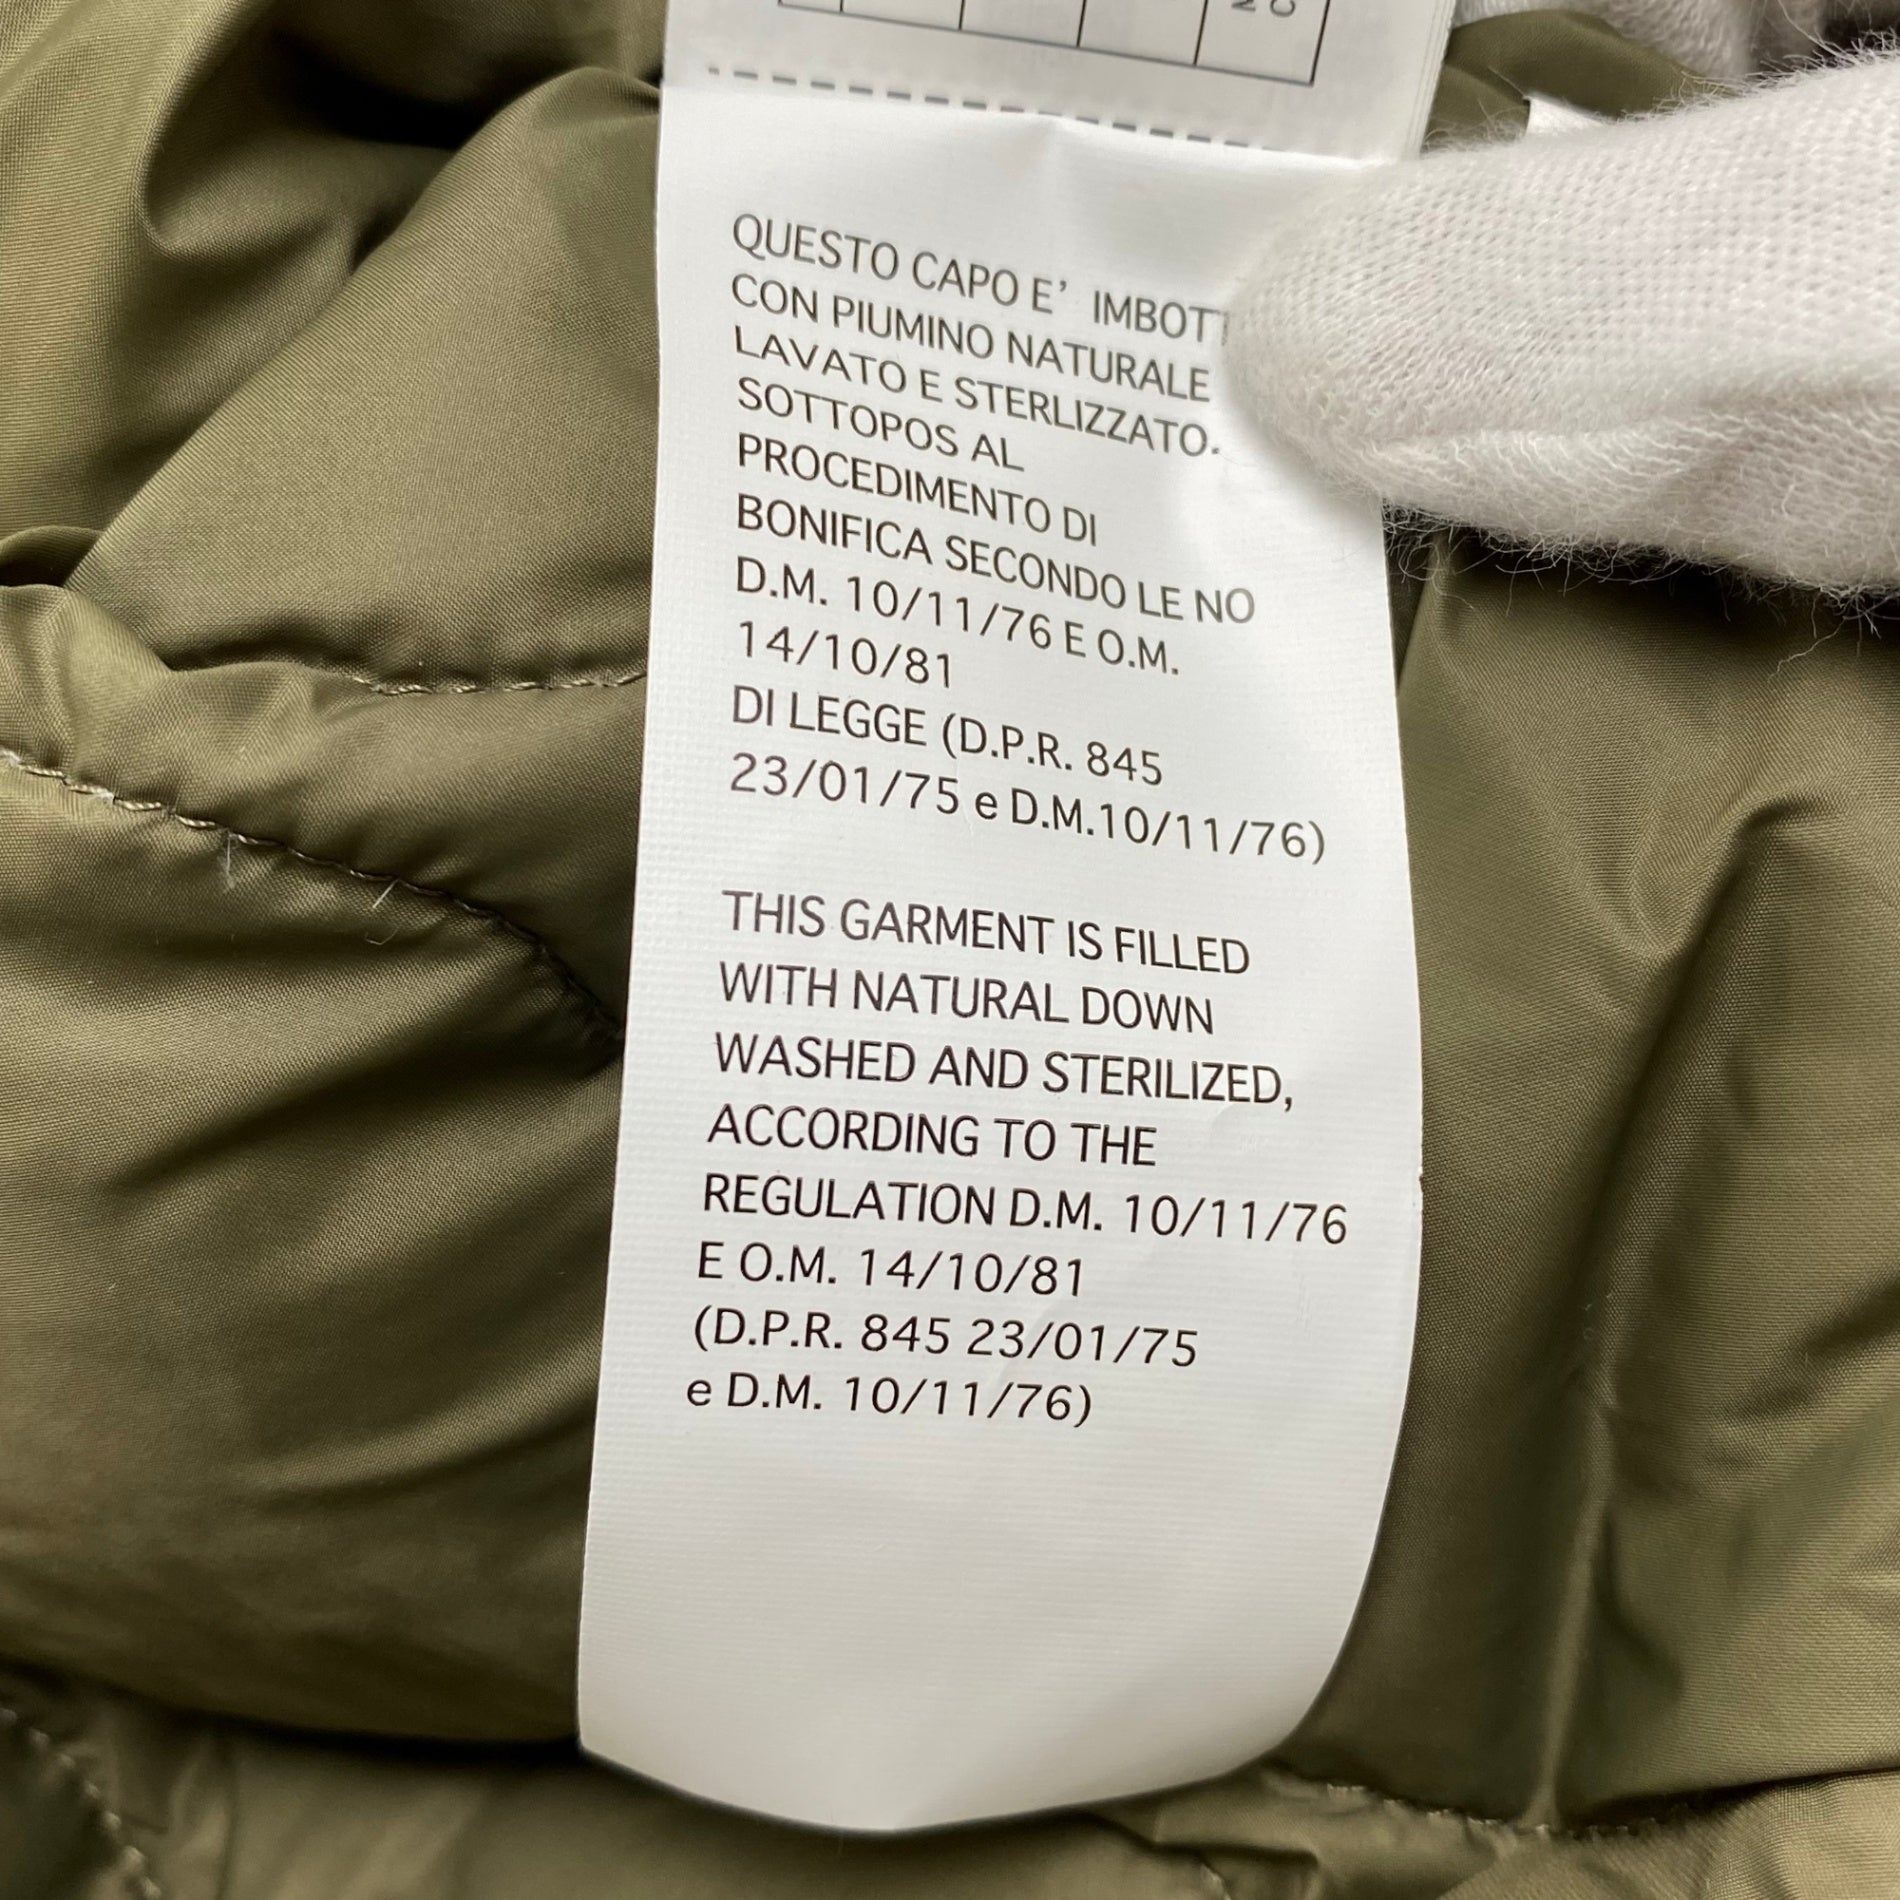 QUESTO CAPO E'
CON PIUMINO NATURALE
LAVATO E STERLIZZATO.
SOTTOPOS AL
PROCEDIMENTO DI
BONIFICA SECONDO LE NO
D.M. 10/11/76 E O.M.
14/10/81
DI LEGGE (D.P.R. 845
23/01/75 e D.M.10/11/76)
THIS GARMENT IS FILLED
WITH NATURAL DOWN
WASHED AND STERILIZED,
ACCORDING TO THE
REGULATION D.M. 10/11/76
E O.M. 14/10/81
(D.P.R. 845 23/01/75
e D.M. 10/11/76)